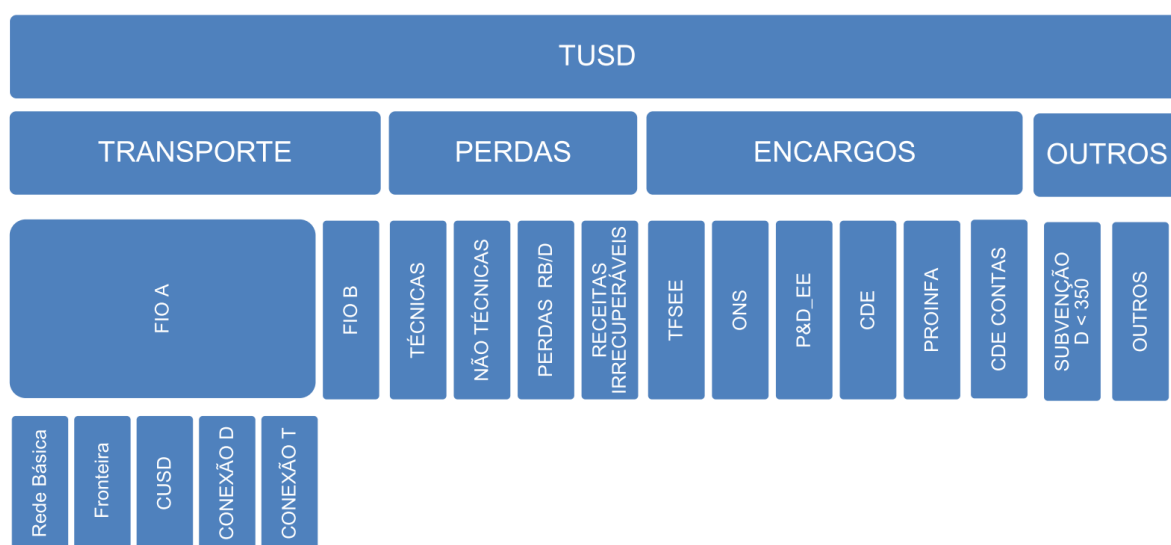 TUSD
TRANSPORTE
PERDAS
ENCARGOS
OUTROS
FIO A
FIO B
TÉCNICAS
NÃO TÉCNICAS
PERDAS RB/D
RECEITAS
IRRECUPERÁVEIS
TFSEE
ONS
P&D_EE
CDE
PROINFA
CDE CONTAS
SUBVENÇÃO
D < 350
OUTROS
Rede Básica
Fronteira
CUSD
CONEXÃO D
CONEXÃO T